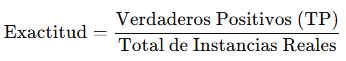 Exactitud = Verdaderos Positivos (TP) / Total de Instancias Reales